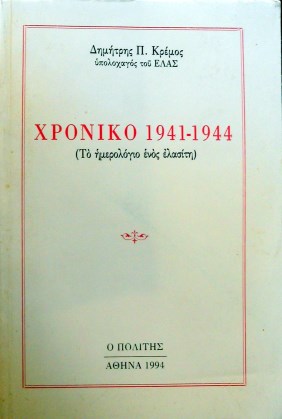 Δημήτρης Π. Κρέμος
ὑπολοχαγός τοῦ ΕΛΑΣ
ΧΡΟΝΙΚΟ 1941-1944
(Τὸ ἡμερολόγιο ἑνὸς ἐλασίτη)
Ο ΠΟΛΙΤΗΣ
ΑΘΗΝΑ 1994